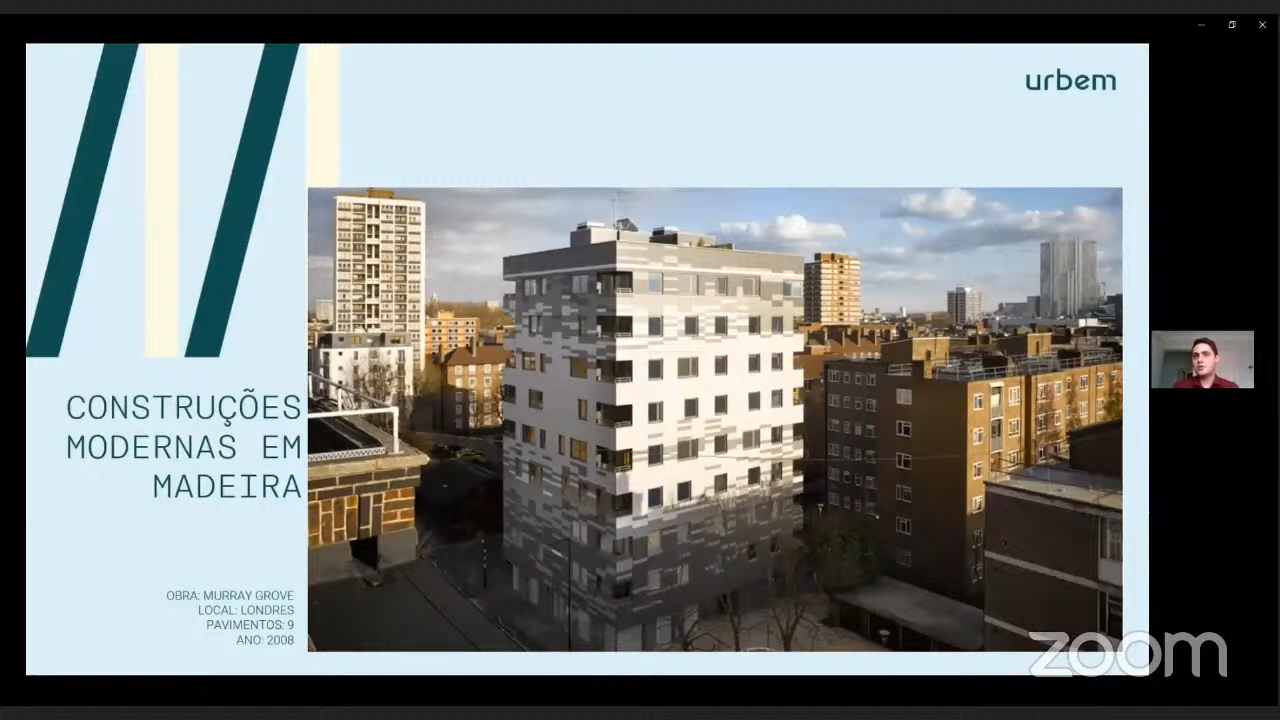 urbem
CONSTRUÇÕES
MODERNAS EM
MADEIRA
OBRA: MURRAY GROVE
LOCAL: LONDRES
PAVIMENTOS: 9
ANO: 2008
zoom